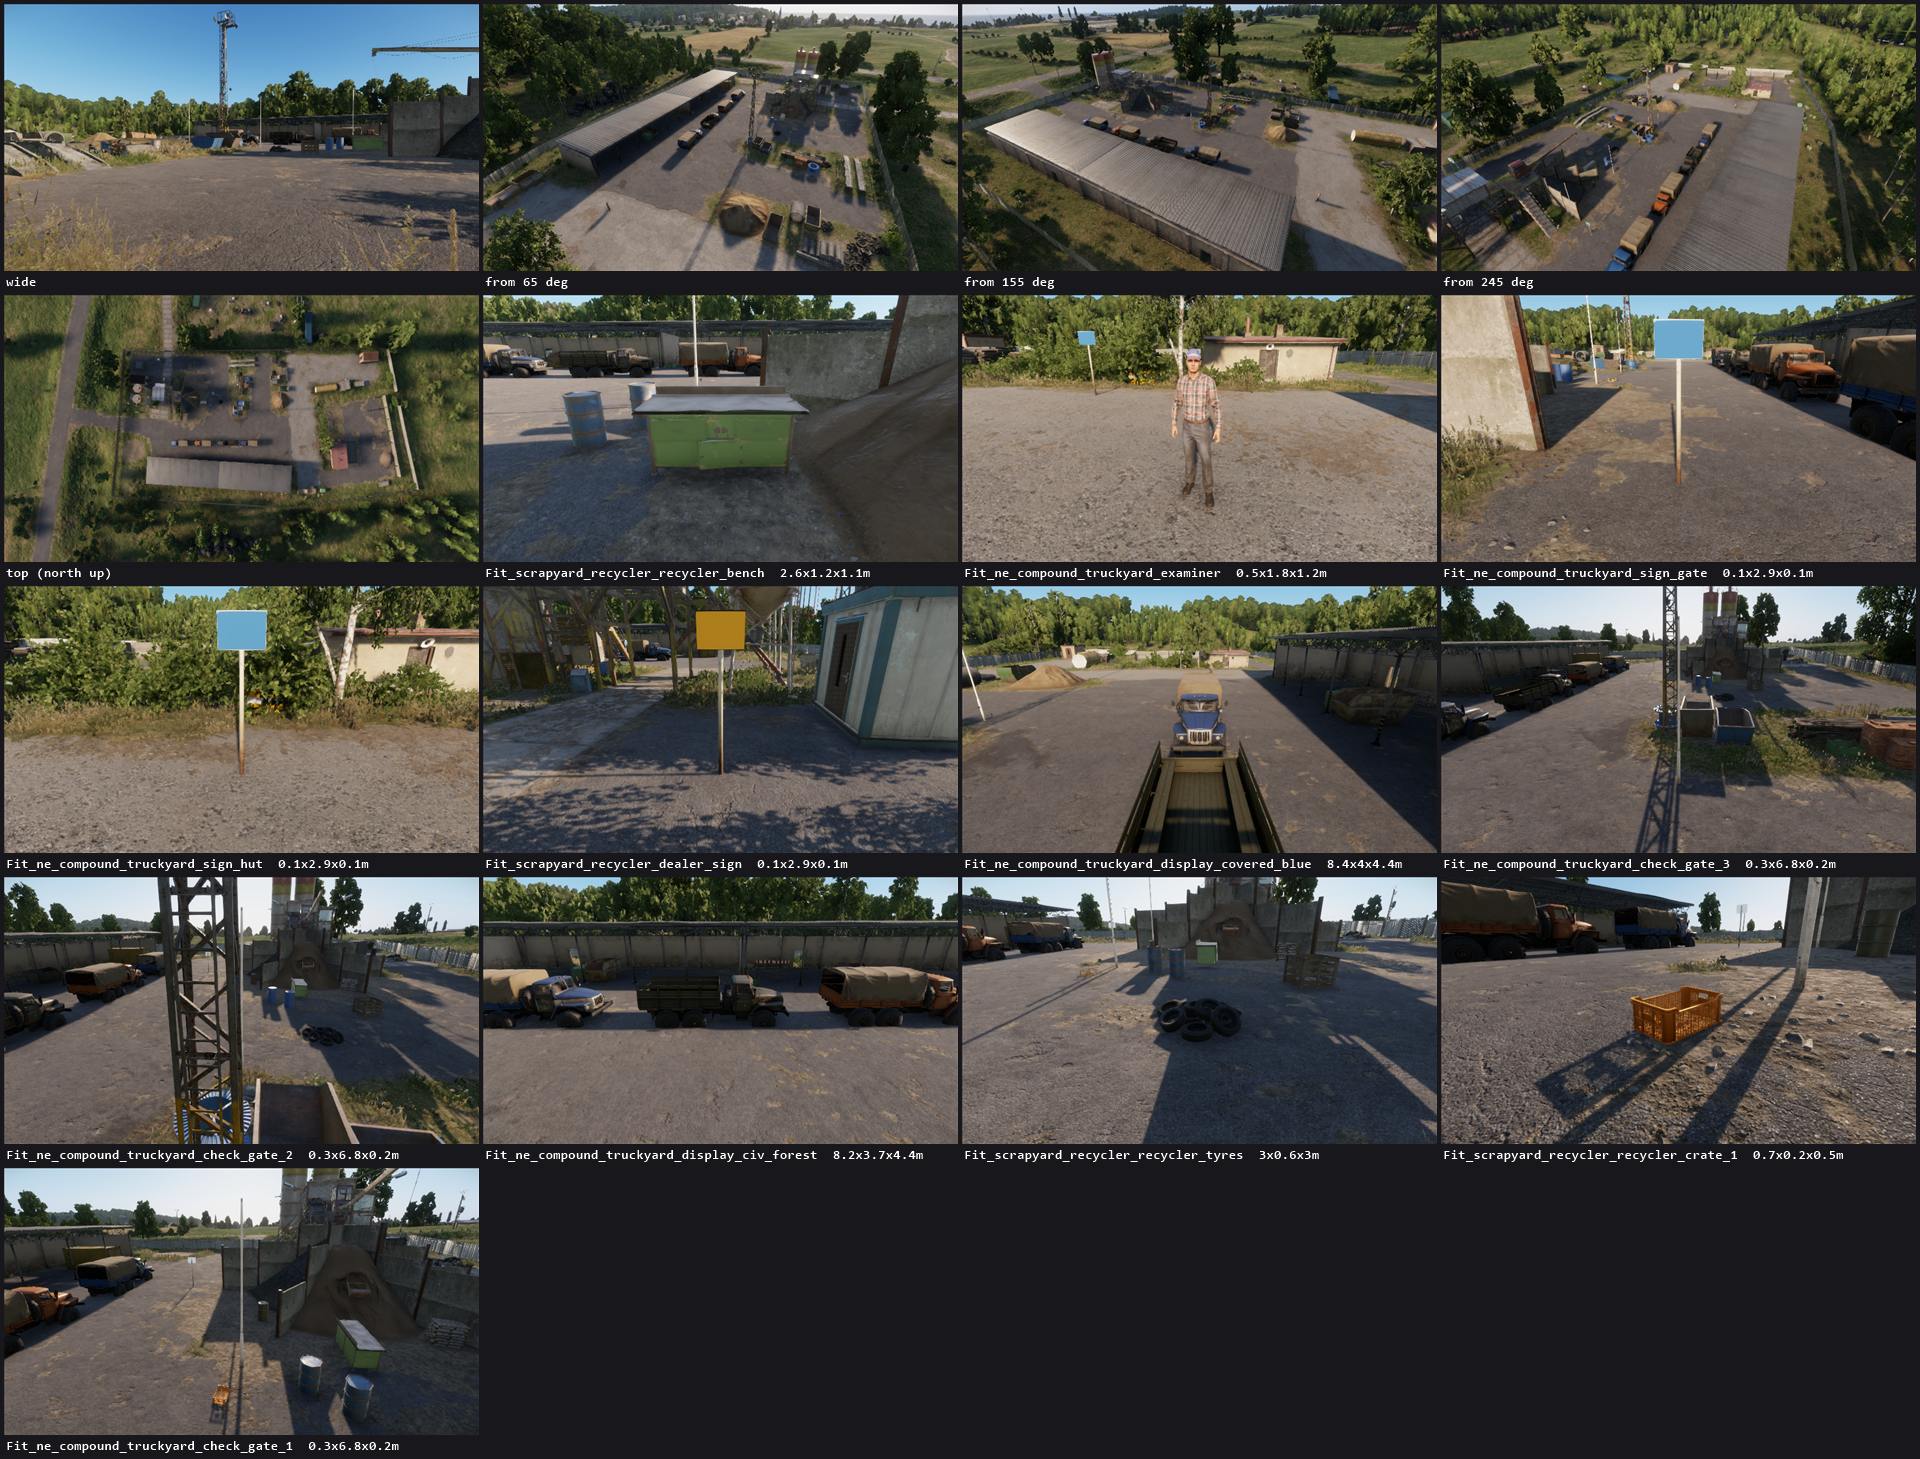 wide
from 65 deg
from 155 deg
from 245 deg
top (north up)
Fit_scrapyard_recycler_recycler_bench 2.6x1.2x1.1m
Fit_ne_compound_truckyard_examiner 0.5x1.8x1.2m
Fit_ne_compound_truckyard_sign_gate 0.1x2.9x0.1m
Fit_ne_compound_truckyard_sign_hut 0.1x2.9x0.1m
Fit_scrapyard_recycler_dealer_sign 0.1x2.9x0.1m
Fit_ne_compound_truckyard_display_covered_blue 8.4x4x4.4m
Fit_ne_compound_truckyard_check_gate_3 0.3x6.8x0.2m
Fit_ne_compound_truckyard_check_gate_2 0.3x6.8x0.2m
Fit_ne_compound_truckyard_display_civ_forest 8.2x3.7x4.4m
Fit_scrapyard_recycler_recycler_tyres 3x0.6x3m
Fit_scrapyard_recycler_recycler_crate_1 0.7x0.2x0.5m
Fit_ne_compound_truckyard_check_gate_1 0.3x6.8x0.2m